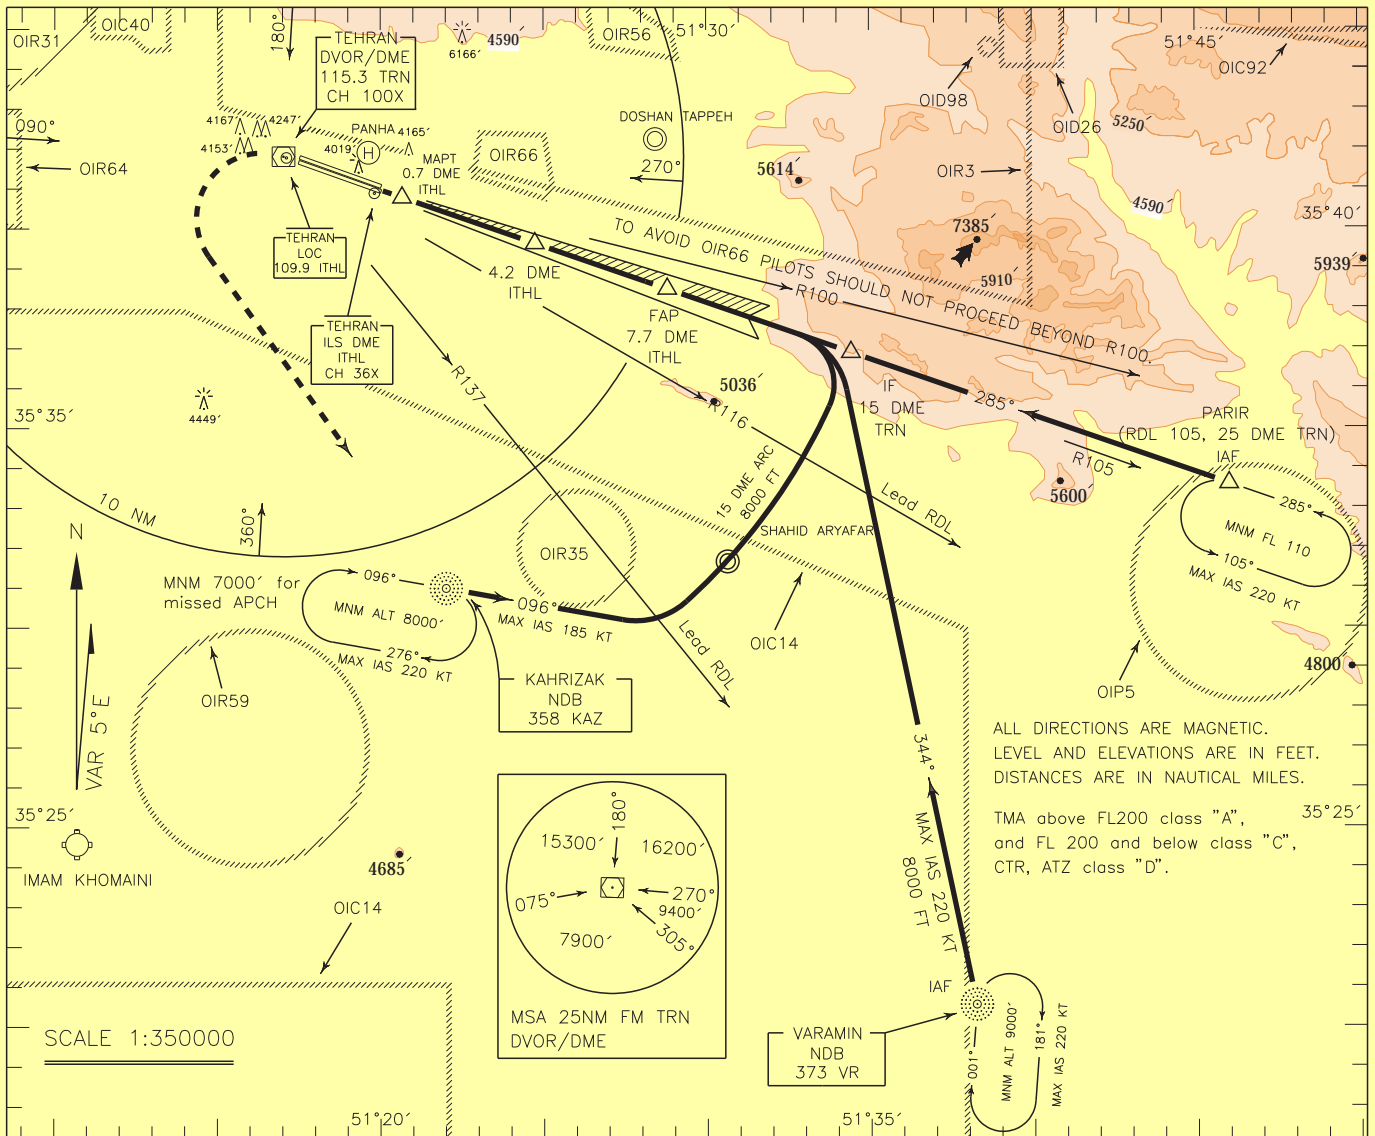 OIR31
OIC40
180°
TEHRAN
DVOR/DME
115.3 TRN
CH 100X
6166′
4590′
OIR56
51°30′
51°45′
OIC92
OID98
OID26
5250′
090°
OIR64
4167′
4247′
4153′
PANHA
4165′
4019′
H
MAPT
0.7 DME
ITHL
OIR66
DOSHAN TAPPEH
270°
5614′
OIR3
4590′
35°40′
7385′
5910′
5939′
TEHRAN
LOC
109.9 ITHL
4.2 DME
ITHL
TO AVOID OIR66 PILOTS SHOULD NOT PROCEED BEYOND R100.
R100
TEHRAN
ILS DME
ITHL
CH 36X
FAP
7.7 DME
ITHL
R137
5036′
R116
IF
15 DME
TRN
285°
PARIR
(RDL 105, 25 DME TRN)
IAF
R105
5600′
35°35′
4449′
10 NM
360°
15 DME ARC
8000 FT
Lead RDL
SHAHID ARYAFAR
285°
MNM FL 110
105°
MAX IAS 220 KT
N
VAR 5°E
MNM 7000′ for
missed APCH
096°
MNM ALT 8000′
276°
MAX IAS 220 KT
096°
MAX IAS 185 KT
OIR35
Lead RDL
OIC14
OIR59
KAHRIZAK
NDB
358 KAZ
OIP5
4800′
344°
MAX IAS 220 KT
8000 FT
ALL DIRECTIONS ARE MAGNETIC.
LEVEL AND ELEVATIONS ARE IN FEET.
DISTANCES ARE IN NAUTICAL MILES.
TMA above FL200 class "A",
and FL 200 and below class "C",
CTR, ATZ class "D".
35°25′
35°25′
IMAM KHOMAINI
4685′
OIC14
180°
15300′
16200′
075°
270°
9400′
305°
7900′
MSA 25NM FM TRN
DVOR/DME
IAF
VARAMIN
NDB
373 VR
001°
MNM ALT 9000′
181°
MAX IAS 220 KT
SCALE 1:350000
51°20′
51°35′